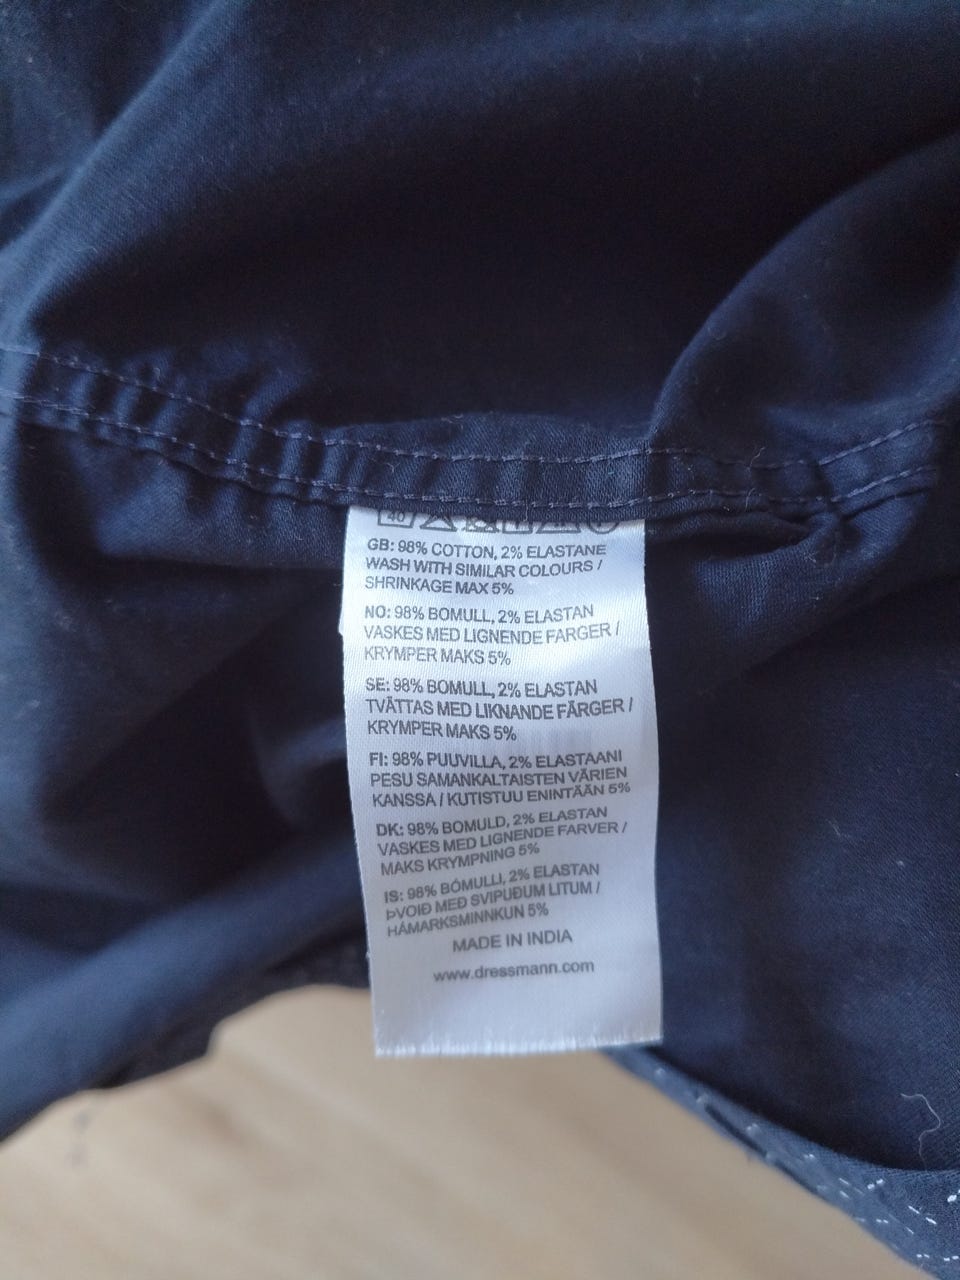 40
GB: 98% COTTON, 2% ELASTANE
WASH WITH SIMILAR COLOURS /
SHRINKAGE MAX 5%
NO: 98% BOMULL, 2% ELASTAN
VASKES MED LIGNENDE FARGER /
KRYMPER MAKS 5%
SE: 98% BOMULL, 2% ELASTAN
TVÄTTAS MED LIKNANDE FÄRGER /
KRYMPER MAKS 5%
FI: 98% PUUVILLA, 2% ELASTAANI
PESU SAMANKALTAISTEN VÄRIEN
KANSSA / KUTISTUU ENINTÄÄN 5%
DK: 98% BOMULD, 2% ELASTAN
VASKES MED LIGNENDE FARVER /
MAKS KRYMPNING 5%
IS: 98% BÓMULLI, 2% ELASTAN
ÞVOIÐ MEÐ SVIPUÐUM LITUM /
HÁMARKSMINNKUN 5%
MADE IN INDIA
www.dressmann.com